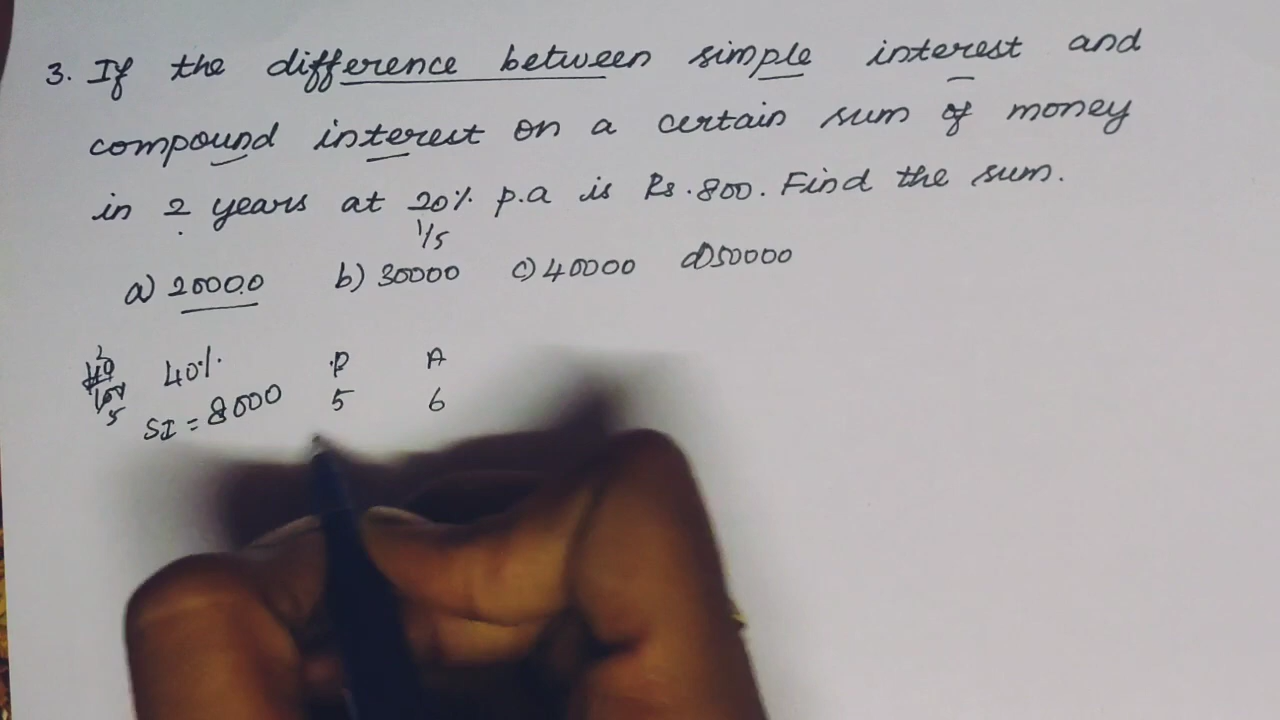 3. If the difference between simple interest and
compound interest on a certain sum of money
in 2 years at 20% p.a is Rs.800. Find the sum.
1/5
a) 20000 b) 30000 c) 40000 d) 50000
40% P A
SI = 8000 5 6